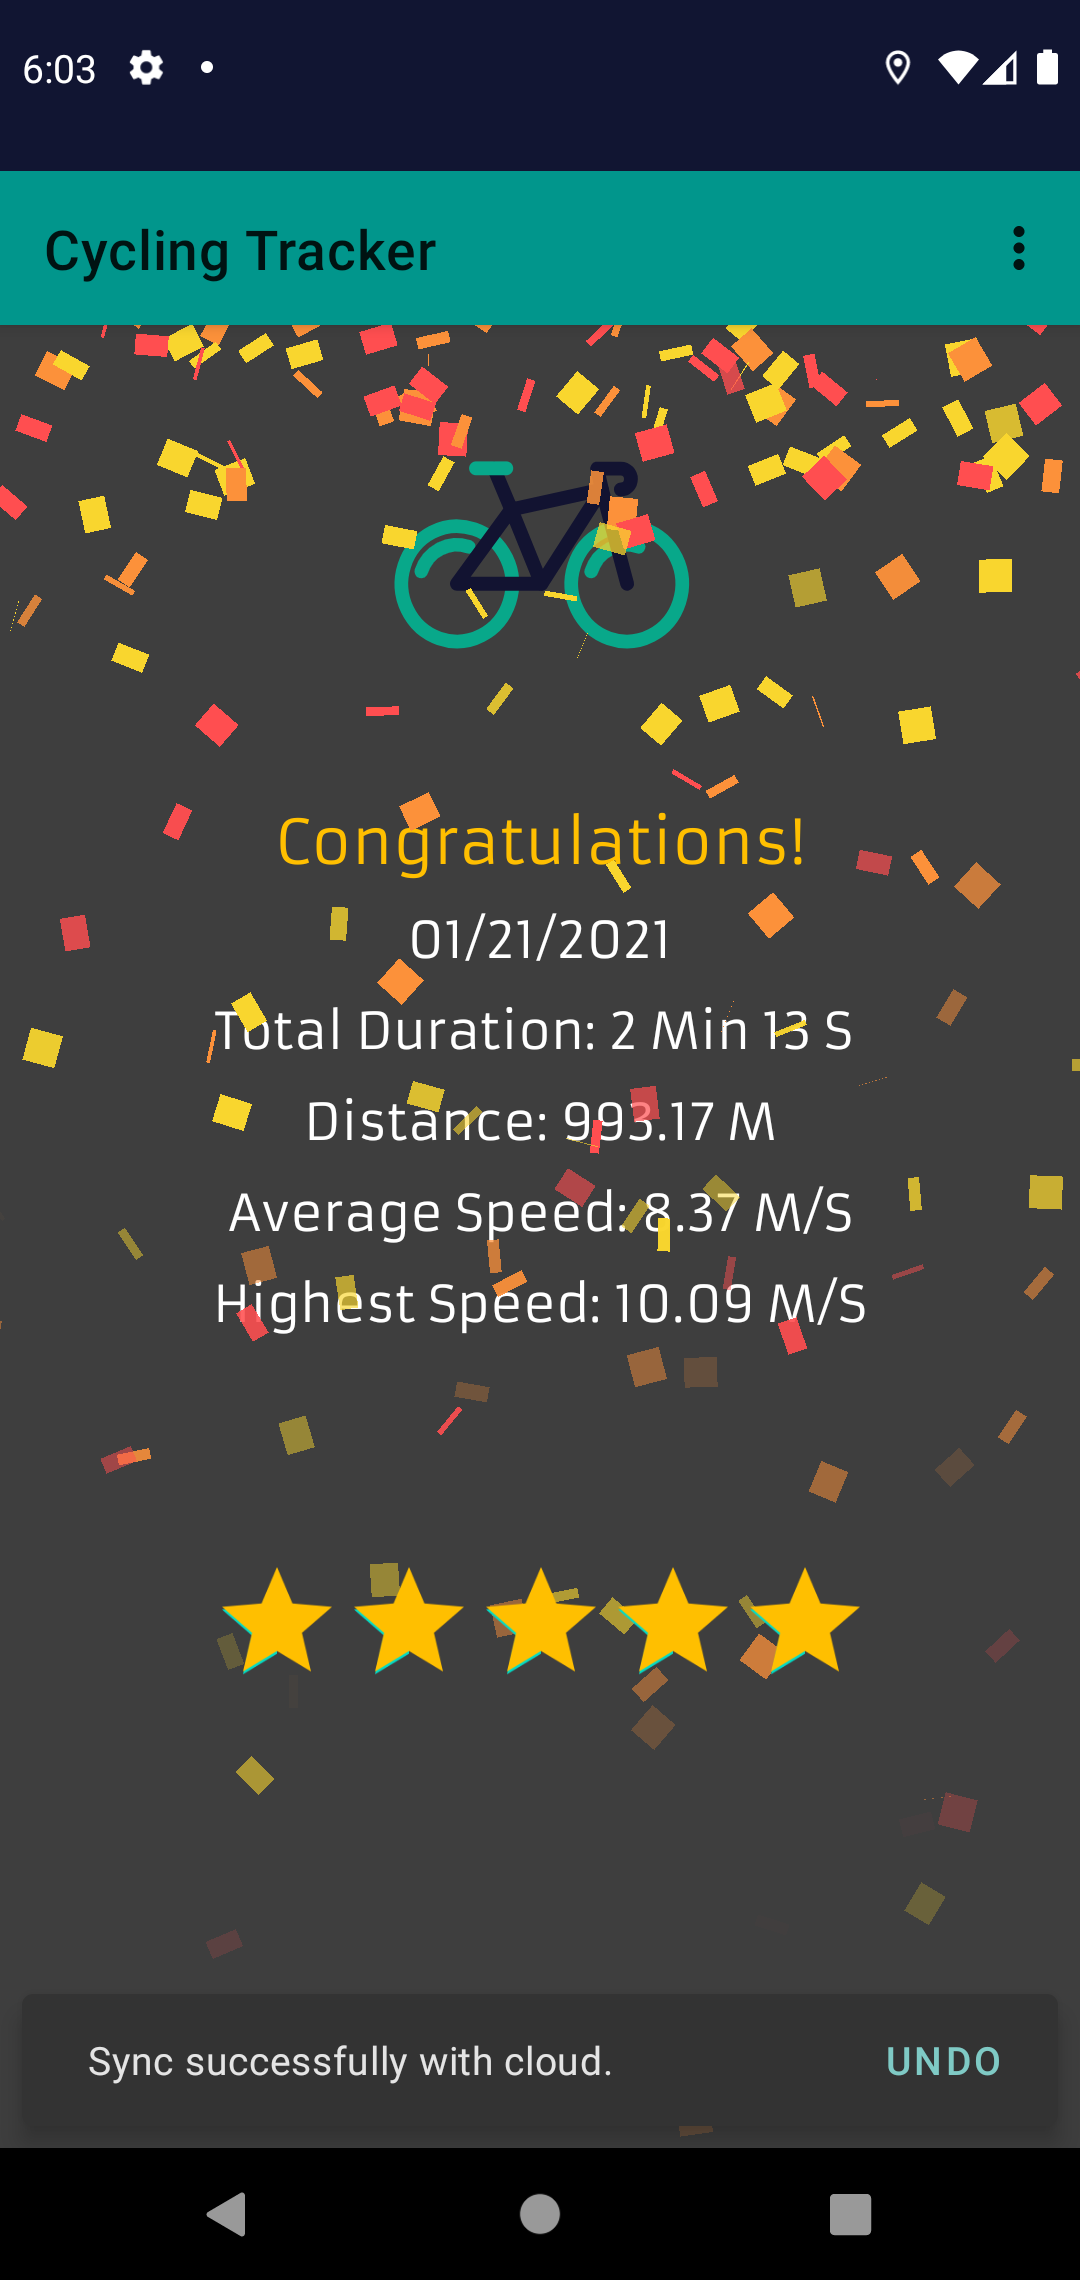 6:03
Cycling Tracker
Congratulations!
01/21/2021
Total Duration: 2 Min 13 S
Distance: 993.17 M
Average Speed: 8.37 M/S
Highest Speed: 10.09 M/S
Sync successfully with cloud. UNDO